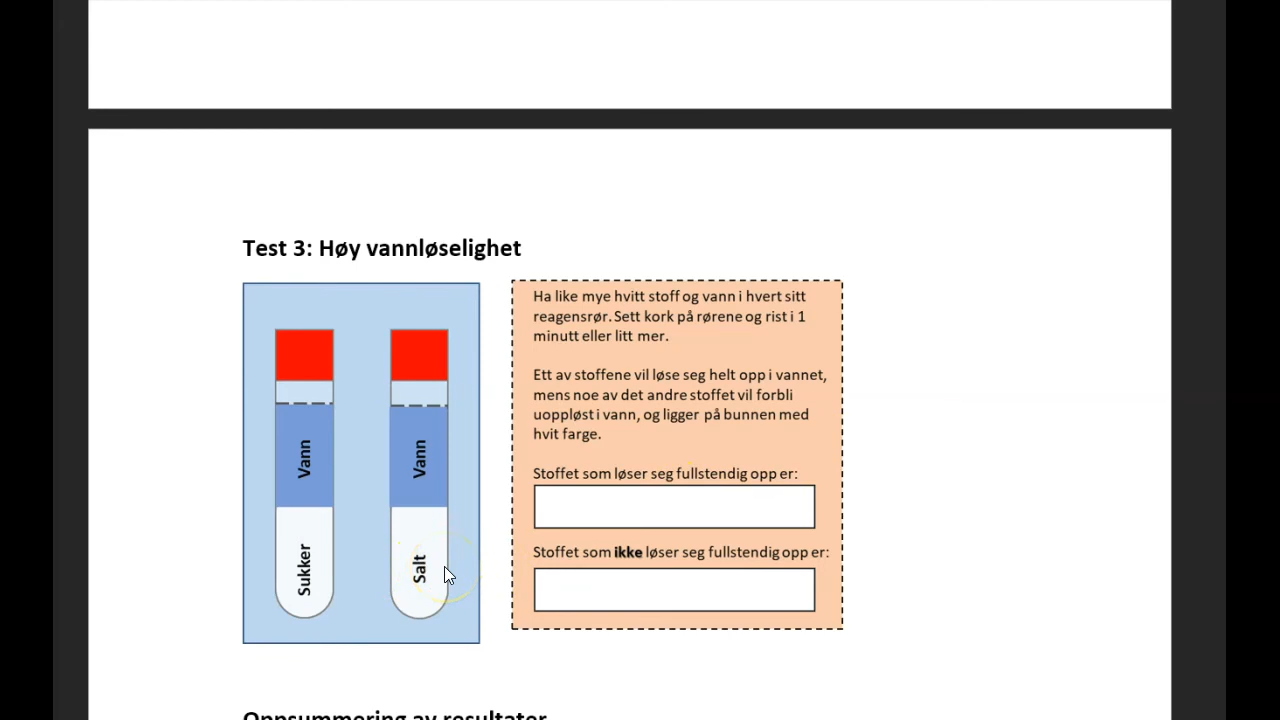 Test 3: Høy vannløselighet
Vann
Vann
Sukker
Salt
Ha like mye hvitt stoff og vann i hvert sitt
reagensrør. Sett kork på rørene og rist i 1
minutt eller litt mer.
Ett av stoffene vil løse seg helt opp i vannet,
mens noe av det andre stoffet vil forbli
uoppløst i vann, og ligger på bunnen med
hvit farge.
Stoffet som løser seg fullstendig opp er:
Stoffet som ikke løser seg fullstendig opp er:
Oppsummering av resultater